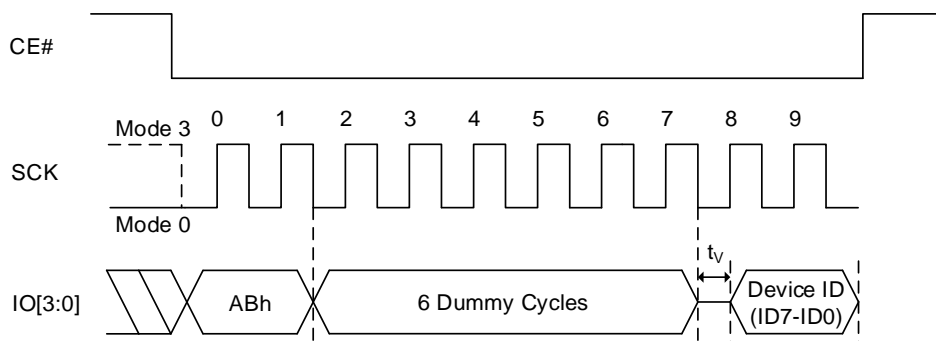 CE#
0 1 2 3 4 5 6 7 8 9
Mode 3
SCK
Mode 0
tV
IO[3:0]
ABh
6 Dummy Cycles
Device ID
(ID7-ID0)